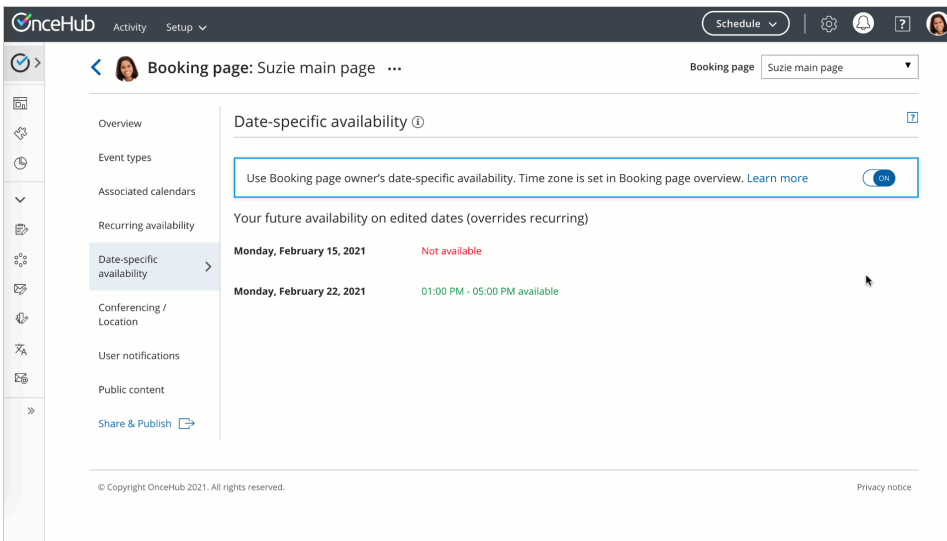 OnceHub Activity Setup Schedule ?
Booking page: Suzie main page ... Booking page Suzie main page
Overview
Event types
Associated calendars
Recurring availability
Date-specific
availability
Conferencing /
Location
User notifications
Public content
Share & Publish
Date-specific availability i ?
Use Booking page owner's date-specific availability. Time zone is set in Booking page overview. Learn more ON
Your future availability on edited dates (overrides recurring)
Monday, February 15, 2021 Not available
Monday, February 22, 2021 01:00 PM - 05:00 PM available
© Copyright OnceHub 2021. All rights reserved. Privacy notice